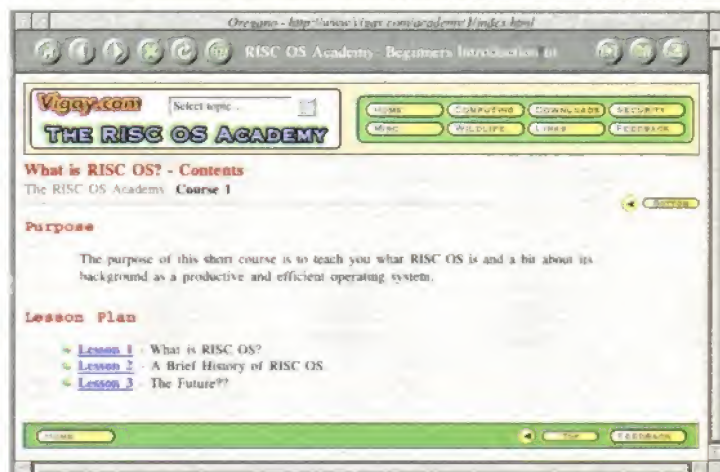 Oregano - http://www.vigay.com/academy1/index.html
RISC OS Academy - Beginners Introduction to
Vigay.com
Select topic...
HOME COMPUTING DOWNLOADS SECURITY
THE RISC OS ACADEMY
MISC WILDLIFE LINKS FEEDBACK
What is RISC OS? - Contents
The RISC OS Academy Course 1
BOTTOM
Purpose
The purpose of this short course is to teach you what RISC OS is and a bit about its
background as a productive and efficient operating system.
Lesson Plan
Lesson 1 - What is RISC OS?
Lesson 2 - A Brief History of RISC OS
Lesson 3 - The Future??
HOME TOP FEEDBACK